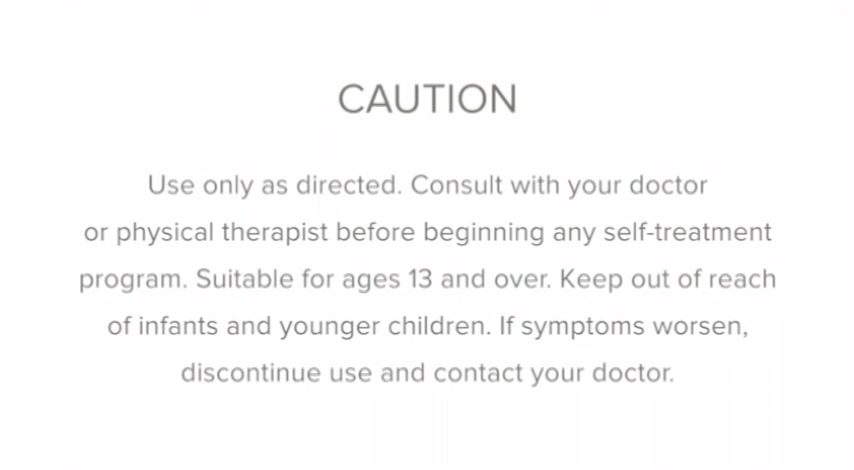 CAUTION
Use only as directed. Consult with your doctor
or physical therapist before beginning any self-treatment
program. Suitable for ages 13 and over. Keep out of reach
of infants and younger children. If symptoms worsen,
discontinue use and contact your doctor.